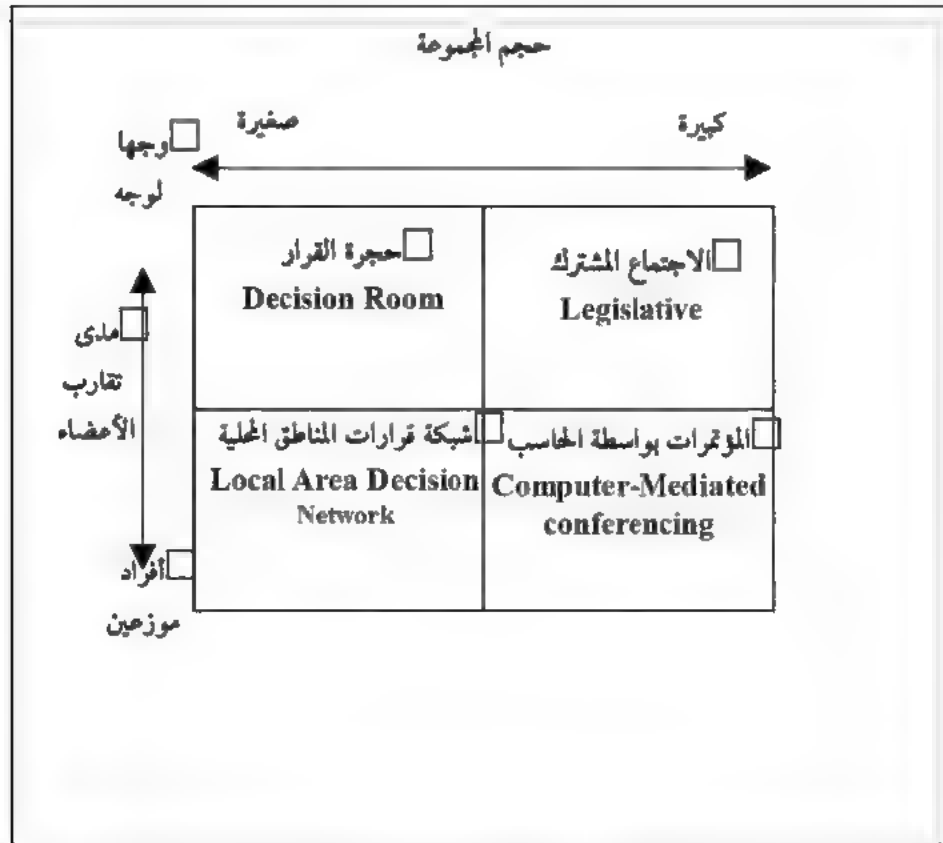 حجم المجموعة
كبيرة
صغيرة
وجها
لوجه
مدى
تقارب
الأعضاء
أفراد
موزعين
حجرة القرار
Decision Room
الاجتماع المشترك
Legislative
شبكة قرارات المناطق المحلية
Local Area Decision
Network
المؤتمرات بواسطة الحاسب
Computer-Mediated
conferencing